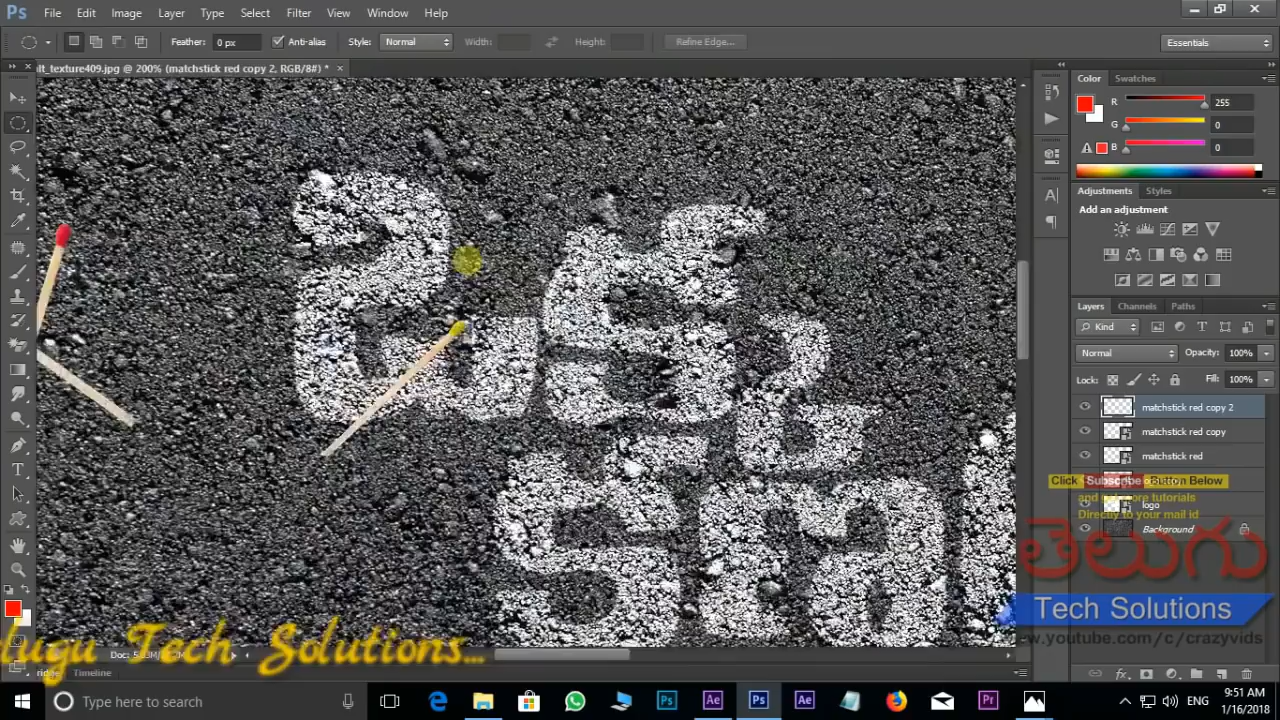 Ps File Edit Image Layer Type Select Filter View Window Help
Feather: 0 px Anti-alias Style: Normal Width: Height: Refine Edge... Essentials
lt_texture409.jpg @ 200% (matchstick red copy 2, RGB/8#) * ×
Color Swatches
R 255
G 0
B 0
Adjustments Styles
Add an adjustment
Layers Channels Paths
Kind
Normal Opacity: 100%
Lock: Fill: 100%
matchstick red copy 2
matchstick red copy
matchstick red
Click Subscribe Button Below
and more tutorials
logo
Directly to your mail id
Background
తెలుగు
Tech Solutions
w.youtube.com/c/crazyvids
lugu Tech Solutions...
Doc:
Timeline
Type here to search
ENG
9:51 AM
1/16/2018